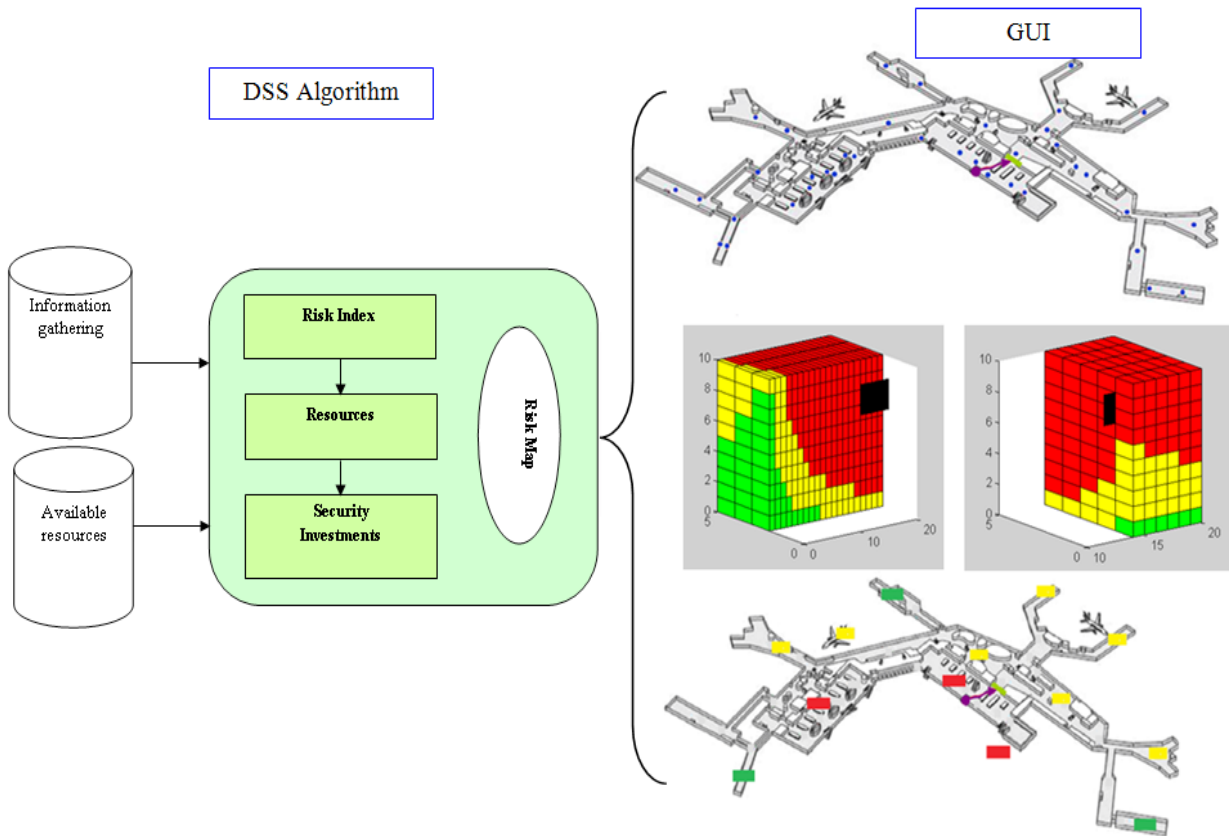 GUI
DSS Algorithm
Information
gathering
Available
resources
Risk Index
Resources
Security
Investments
Risk Map
10
8
6
4
2
0
5
0
0
10
20
10
8
6
4
2
0
5
0
10
15
20